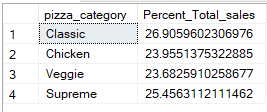 pizza_category Percent_Total_sales
1 Classic 26.9059602306976
2 Chicken 23.9551375322885
3 Veggie 23.6825910258677
4 Supreme 25.4563112111462